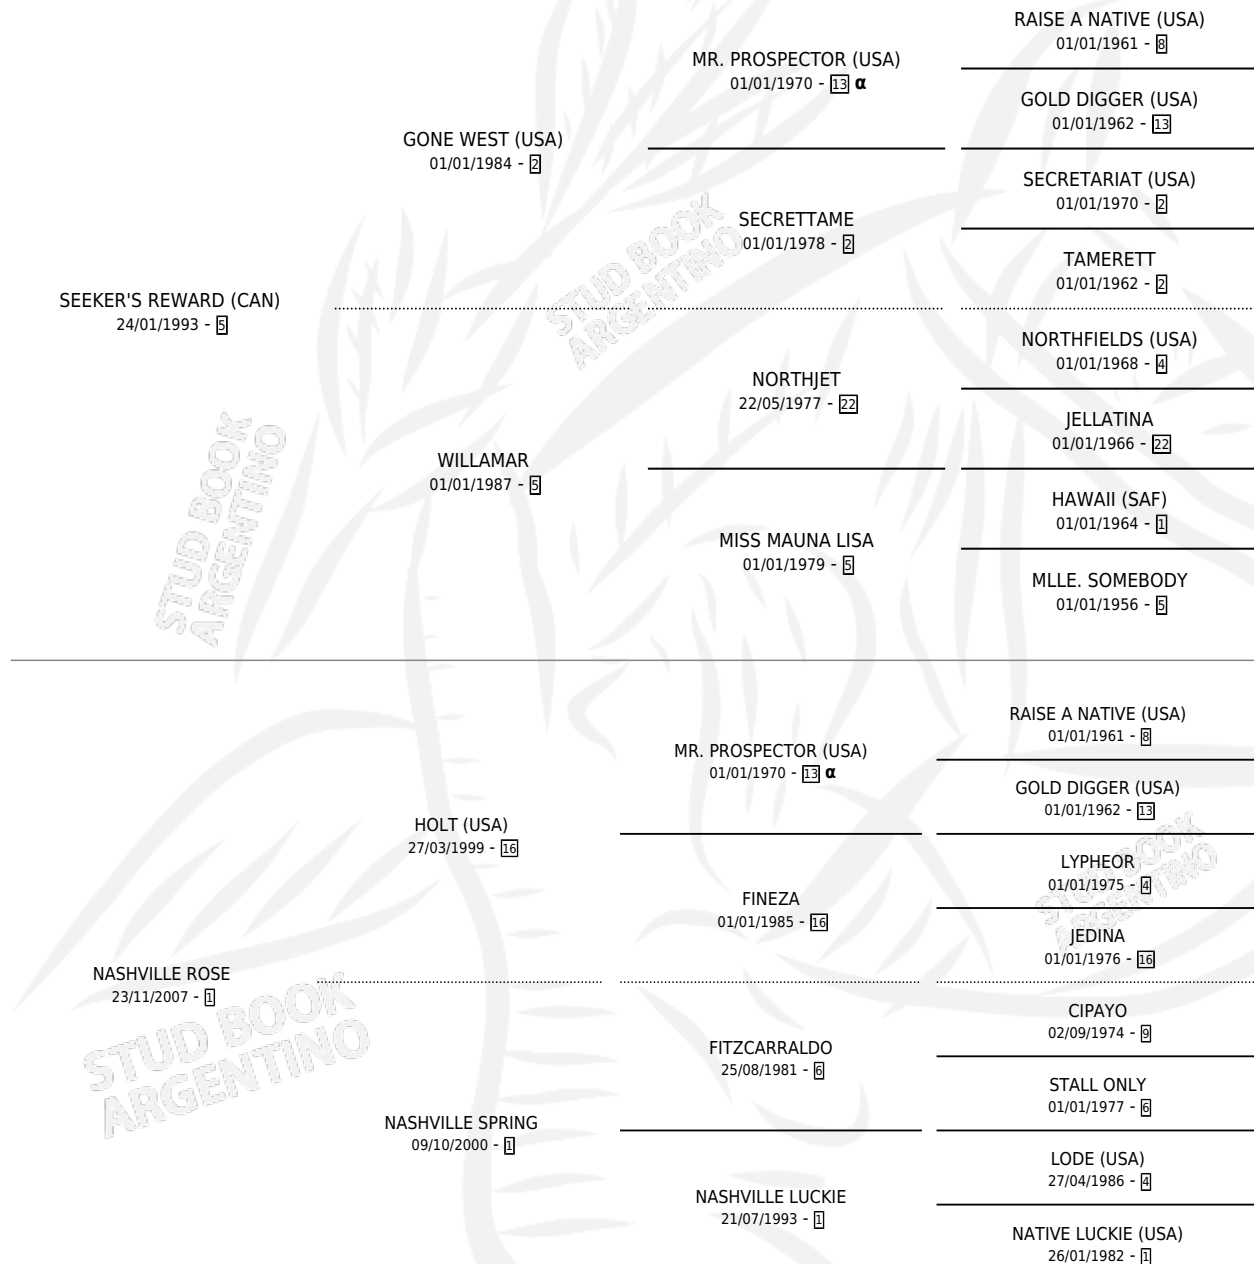 RAISE A NATIVE (USA)
01/01/1961 - 8
MR. PROSPECTOR (USA)
01/01/1970 - 13 α
GOLD DIGGER (USA)
01/01/1962 - 13
GONE WEST (USA)
01/01/1984 - 2
SECRETARIAT (USA)
01/01/1970 - 2
SECRETTAME
01/01/1978 - 2
TAMERETT
01/01/1962 - 2
SEEKER'S REWARD (CAN)
24/01/1993 - 5
NORTHFIELDS (USA)
01/01/1968 - 4
NORTHJET
22/05/1977 - 22
JELLATINA
01/01/1966 - 22
WILLAMAR
01/01/1987 - 5
HAWAII (SAF)
01/01/1964 - 1
MISS MAUNA LISA
01/01/1979 - 5
MLLE. SOMEBODY
01/01/1956 - 5
RAISE A NATIVE (USA)
01/01/1961 - 8
MR. PROSPECTOR (USA)
01/01/1970 - 13 α
GOLD DIGGER (USA)
01/01/1962 - 13
HOLT (USA)
27/03/1999 - 16
LYPHEOR
01/01/1975 - 4
FINEZA
01/01/1985 - 16
JEDINA
01/01/1976 - 16
NASHVILLE ROSE
23/11/2007 - 1
CIPAYO
02/09/1974 - 9
FITZCARRALDO
25/08/1981 - 6
STALL ONLY
01/01/1977 - 6
NASHVILLE SPRING
09/10/2000 - 1
LODE (USA)
27/04/1986 - 4
NASHVILLE LUCKIE
21/07/1993 - 1
NATIVE LUCKIE (USA)
26/01/1982 - 1
STUD BOOK
ARGENTINO
STUD BOOK
ARGENTINO
STUD BOOK
ARGENTINO
STUD BOOK
ARGENTINO